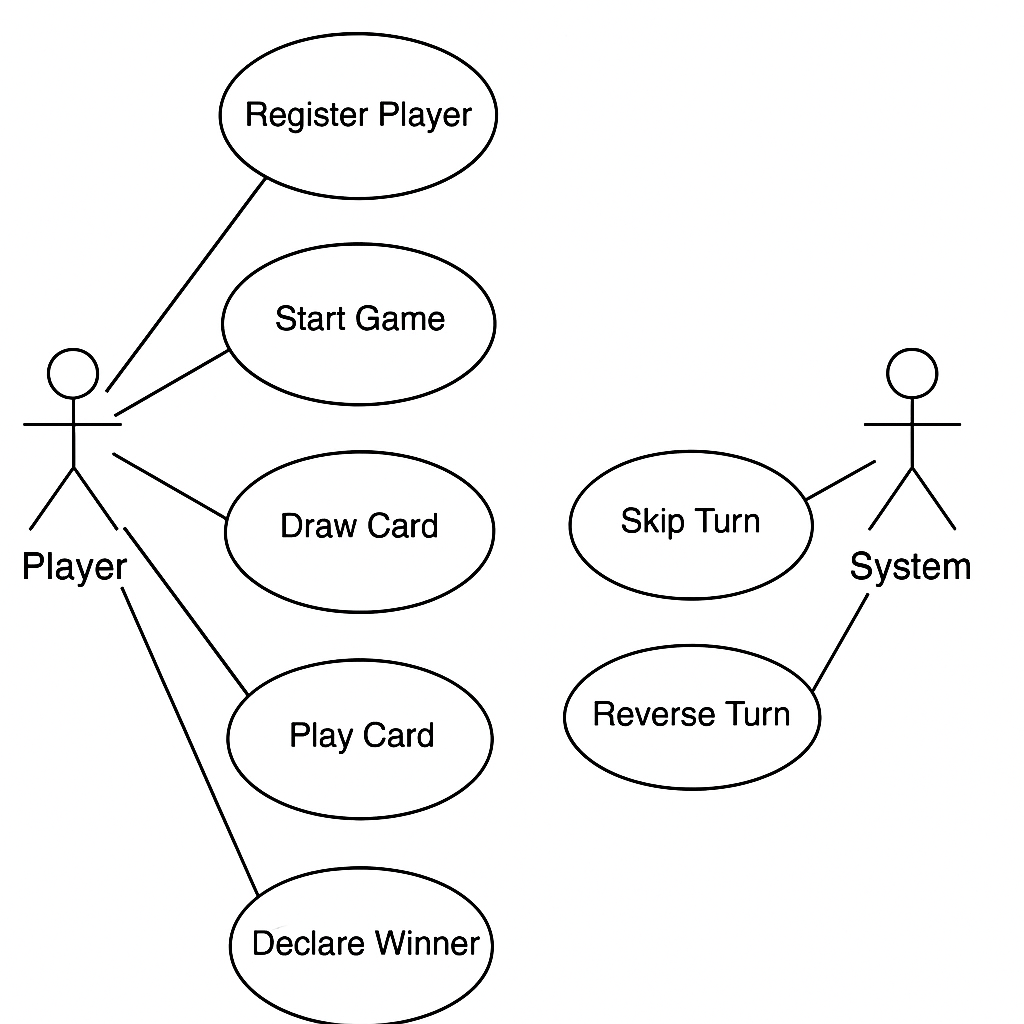 Register Player
Start Game
Draw Card
Skip Turn
Player
System
Reverse Turn
Play Card
Declare Winner